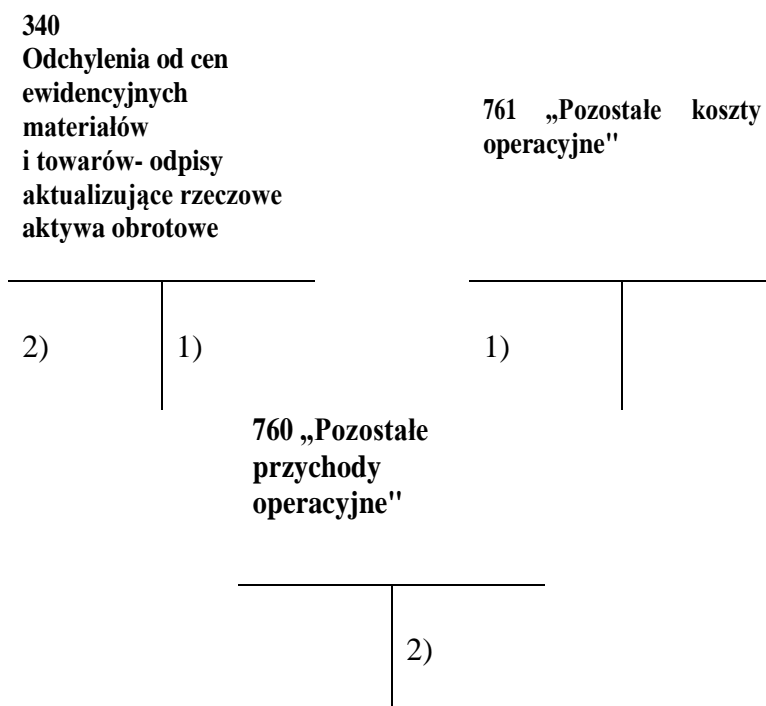 340
Odchylenia od cen
ewidencyjnych
materiałów
i towarów- odpisy
aktualizujące rzeczowe
aktywa obrotowe
761 „Pozostałe koszty
operacyjne"
2) 1) 1)
760 „Pozostałe
przychody
operacyjne"
2)